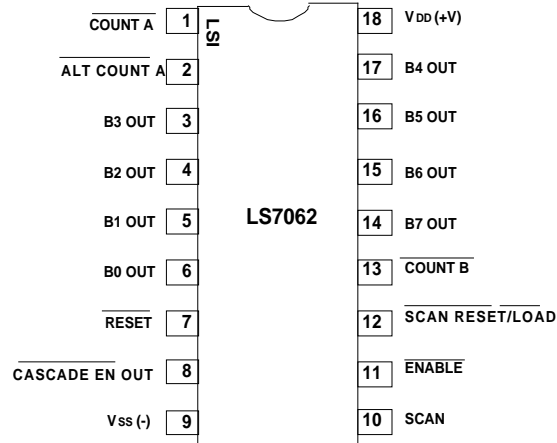 COUNT A 1 18 VDD (+V)
LSI
ALT COUNT A 2 17 B4 OUT
B3 OUT 3 16 B5 OUT
B2 OUT 4 15 B6 OUT
B1 OUT 5 LS7062 14 B7 OUT
B0 OUT 6 13 COUNT B
RESET 7 12 SCAN RESET/LOAD
CASCADE EN OUT 8 11 ENABLE
VSS (-) 9 10 SCAN